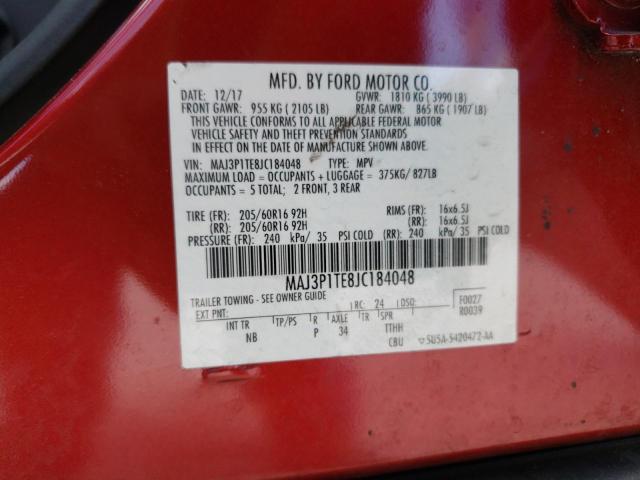 MFD. BY FORD MOTOR CO.
DATE: 12/17 GVWR: 1810 KG ( 3990 LB)
FRONT GAWR: 955 KG ( 2105 LB) REAR GAWR: 865 KG ( 1907 LB)
THIS VEHICLE CONFORMS TO ALL APPLICABLE FEDERAL MOTOR
VEHICLE SAFETY AND THEFT PREVENTION STANDARDS
IN EFFECT ON THE DATE OF MANUFACTURE SHOWN ABOVE.
VIN: MAJ3P1TE8JC184048 TYPE: MPV
MAXIMUM LOAD = OCCUPANTS + LUGGAGE = 375KG/ 827LB
OCCUPANTS = 5 TOTAL; 2 FRONT, 3 REAR
TIRE (FR): 205/60R16 92H RIMS (FR): 16x6.5J
(RR): 205/60R16 92H (RR): 16x6.5J
PRESSURE (FR): 240 kPa/ 35 PSI COLD (RR): 240 kPa/ 35 PSI COLD
MAJ3P1TE8JC184048
TRAILER TOWING - SEE OWNER GUIDE F0027
EXT PNT: RC: 24 DSO: R0039
INT TR TP/PS R AXLE TR SPR
NB P 34 TTHH
CBU SU5A-5420472-AA